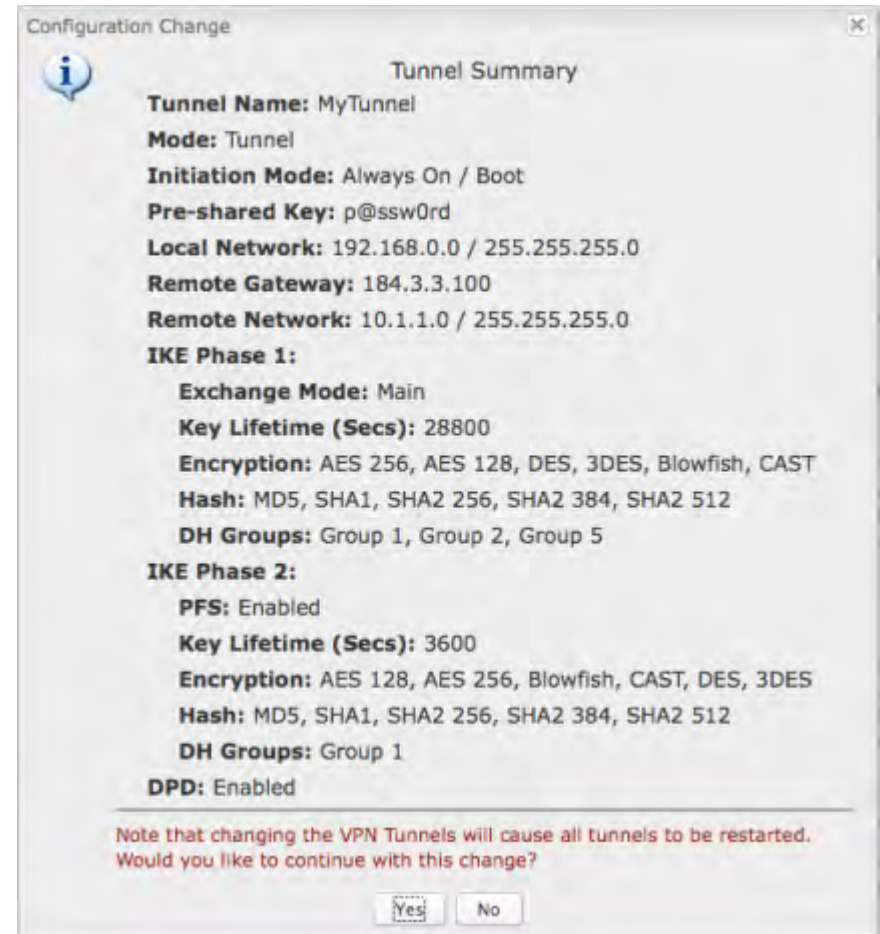 Configuration Change
Tunnel Summary
Tunnel Name: MyTunnel
Mode: Tunnel
Initiation Mode: Always On / Boot
Pre-shared Key: p@ssw0rd
Local Network: 192.168.0.0 / 255.255.255.0
Remote Gateway: 184.3.3.100
Remote Network: 10.1.1.0 / 255.255.255.0
IKE Phase 1:
Exchange Mode: Main
Key Lifetime (Secs): 28800
Encryption: AES 256, AES 128, DES, 3DES, Blowfish, CAST
Hash: MD5, SHA1, SHA2 256, SHA2 384, SHA2 512
DH Groups: Group 1, Group 2, Group 5
IKE Phase 2:
PFS: Enabled
Key Lifetime (Secs): 3600
Encryption: AES 128, AES 256, Blowfish, CAST, DES, 3DES
Hash: MD5, SHA1, SHA2 256, SHA2 384, SHA2 512
DH Groups: Group 1
DPD: Enabled
Note that changing the VPN Tunnels will cause all tunnels to be restarted.
Would you like to continue with this change?
Yes No